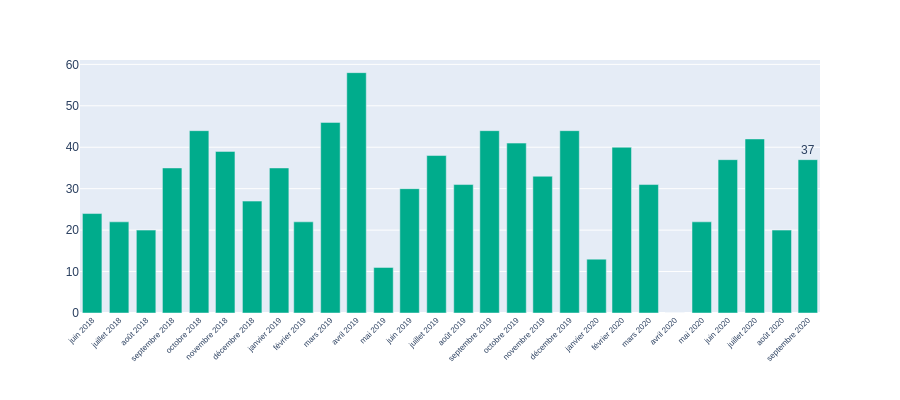 60
50
40
30
20
10
0
37
juin 2018
juillet 2018
août 2018
septembre 2018
octobre 2018
novembre 2018
décembre 2018
janvier 2019
février 2019
mars 2019
avril 2019
mai 2019
juin 2019
juillet 2019
août 2019
septembre 2019
octobre 2019
novembre 2019
décembre 2019
janvier 2020
février 2020
mars 2020
avril 2020
mai 2020
juin 2020
juillet 2020
août 2020
septembre 2020